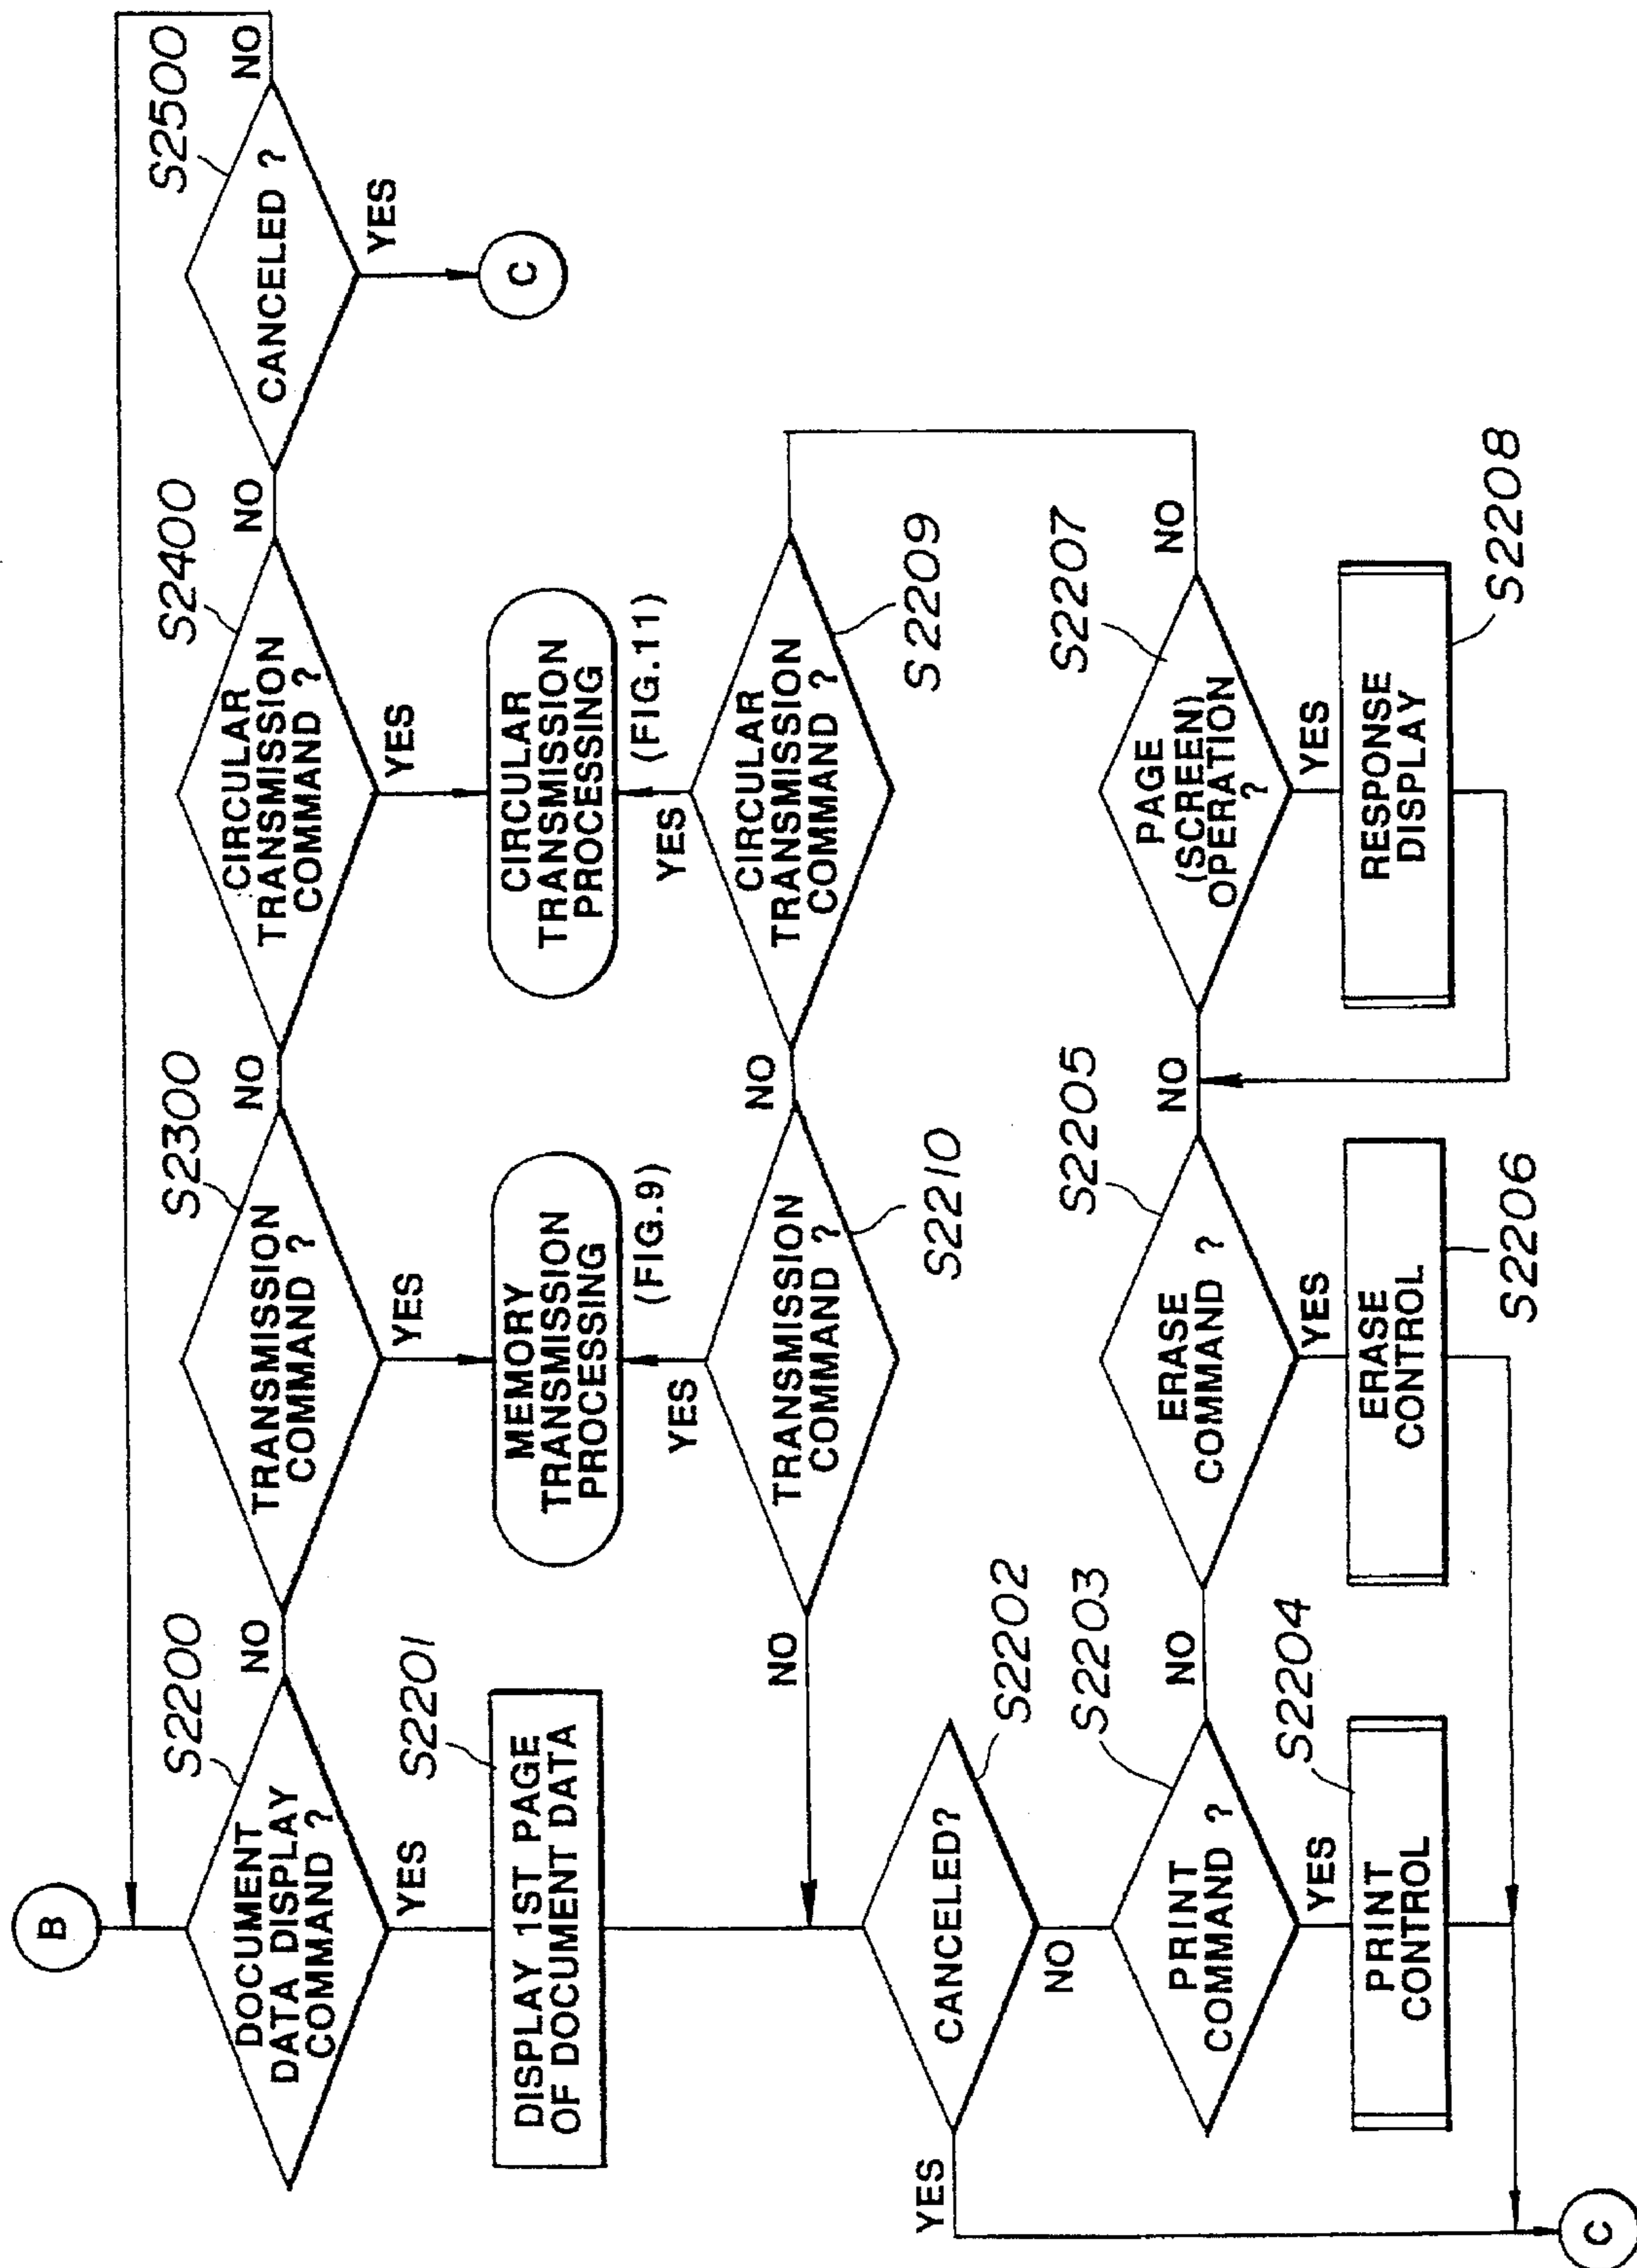 B
DOCUMENT
DATA DISPLAY
COMMAND ?
S2200
NO
YES
TRANSMISSION
COMMAND ?
S2300
NO
YES
CIRCULAR
TRANSMISSION
COMMAND ?
S2400
NO
YES
CANCELED ?
S2500
NO
YES
C
DISPLAY 1ST PAGE
OF DOCUMENT DATA
S2201
MEMORY
TRANSMISSION
PROCESSING
(FIG.9)
CIRCULAR
TRANSMISSION
PROCESSING
(FIG.11)
YES
TRANSMISSION
COMMAND ?
S2210
NO
NO
YES
CIRCULAR
TRANSMISSION
COMMAND ?
S2209
CANCELED?
S2202
YES
NO
PRINT
COMMAND ?
S2203
NO
YES
ERASE
COMMAND ?
S2205
NO
YES
PAGE
(SCREEN)
OPERATION
?
S2207
NO
YES
PRINT
CONTROL
S2204
ERASE
CONTROL
S2206
RESPONSE
DISPLAY
S2208
C